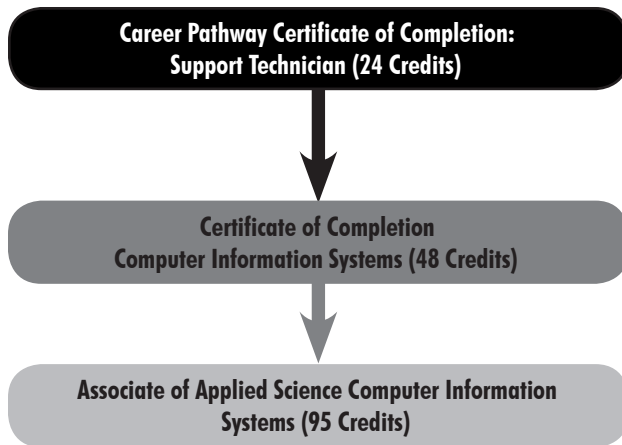 Career Pathway Certificate of Completion:
Support Technician (24 Credits)
Certificate of Completion
Computer Information Systems (48 Credits)
Associate of Applied Science Computer Information
Systems (95 Credits)